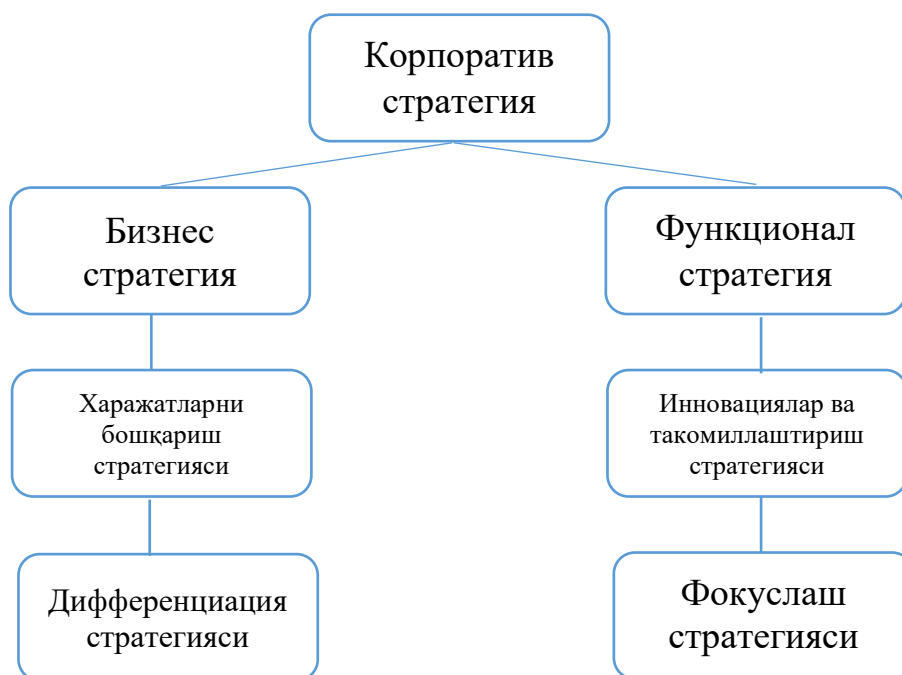 Корпоратив
стратегия
Бизнес
стратегия
Функционал
стратегия
Харажатларни
бошқариш
стратегияси
Инновациялар ва
такомиллаштириш
стратегияси
Дифференциация
стратегияси
Фокуслаш
стратегияси